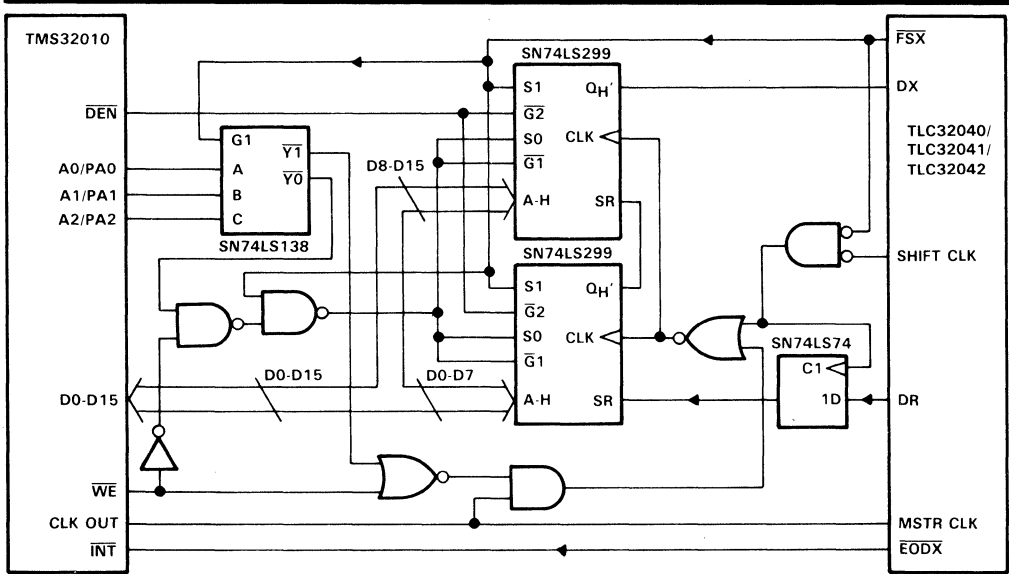 TMS32010
DEN
A0/PA0
A1/PA1
A2/PA2
D0-D15
WE
CLK OUT
INT
G1
A
B
C
Y1
Y0
SN74LS138
D8-D15
D0-D15
D0-D7
SN74LS299
S1
G2
S0
G1
A-H
QH'
CLK
SR
SN74LS299
S1
G2
S0
G1
A-H
QH'
CLK
SR
SN74LS74
C1
1D
FSX
DX
TLC32040/
TLC32041/
TLC32042
SHIFT CLK
DR
MSTR CLK
EODX